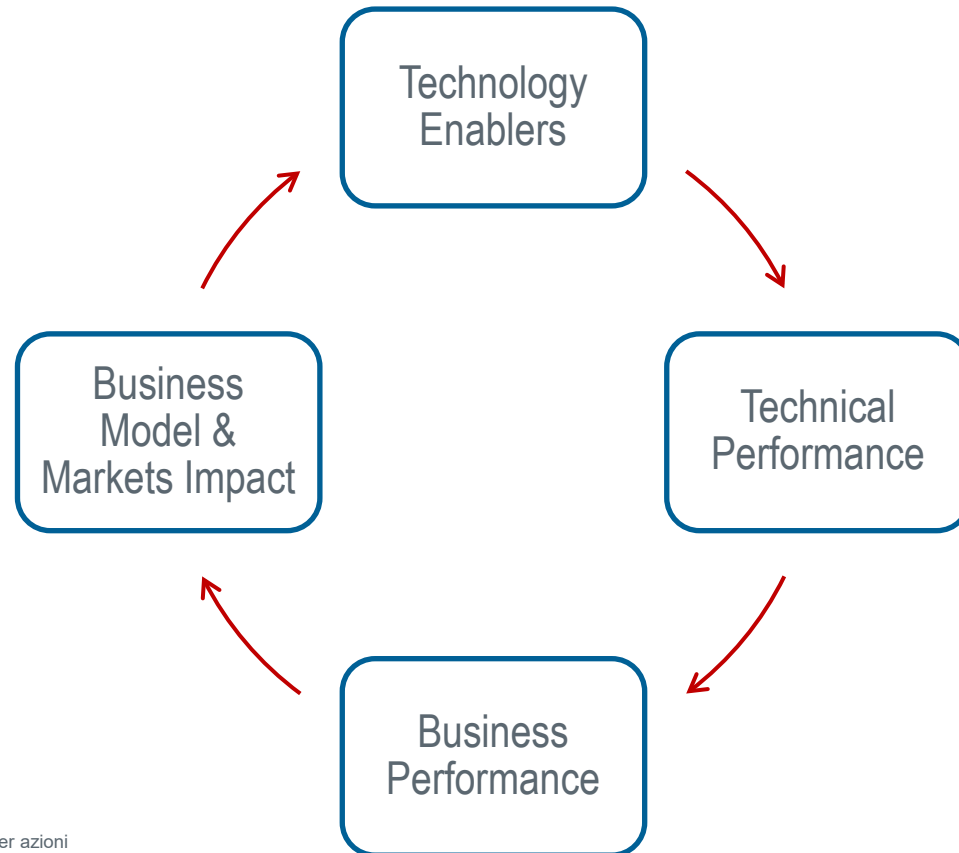 Technology
Enablers
Business
Model &
Markets Impact
Technical
Performance
Business
Performance
er azioni